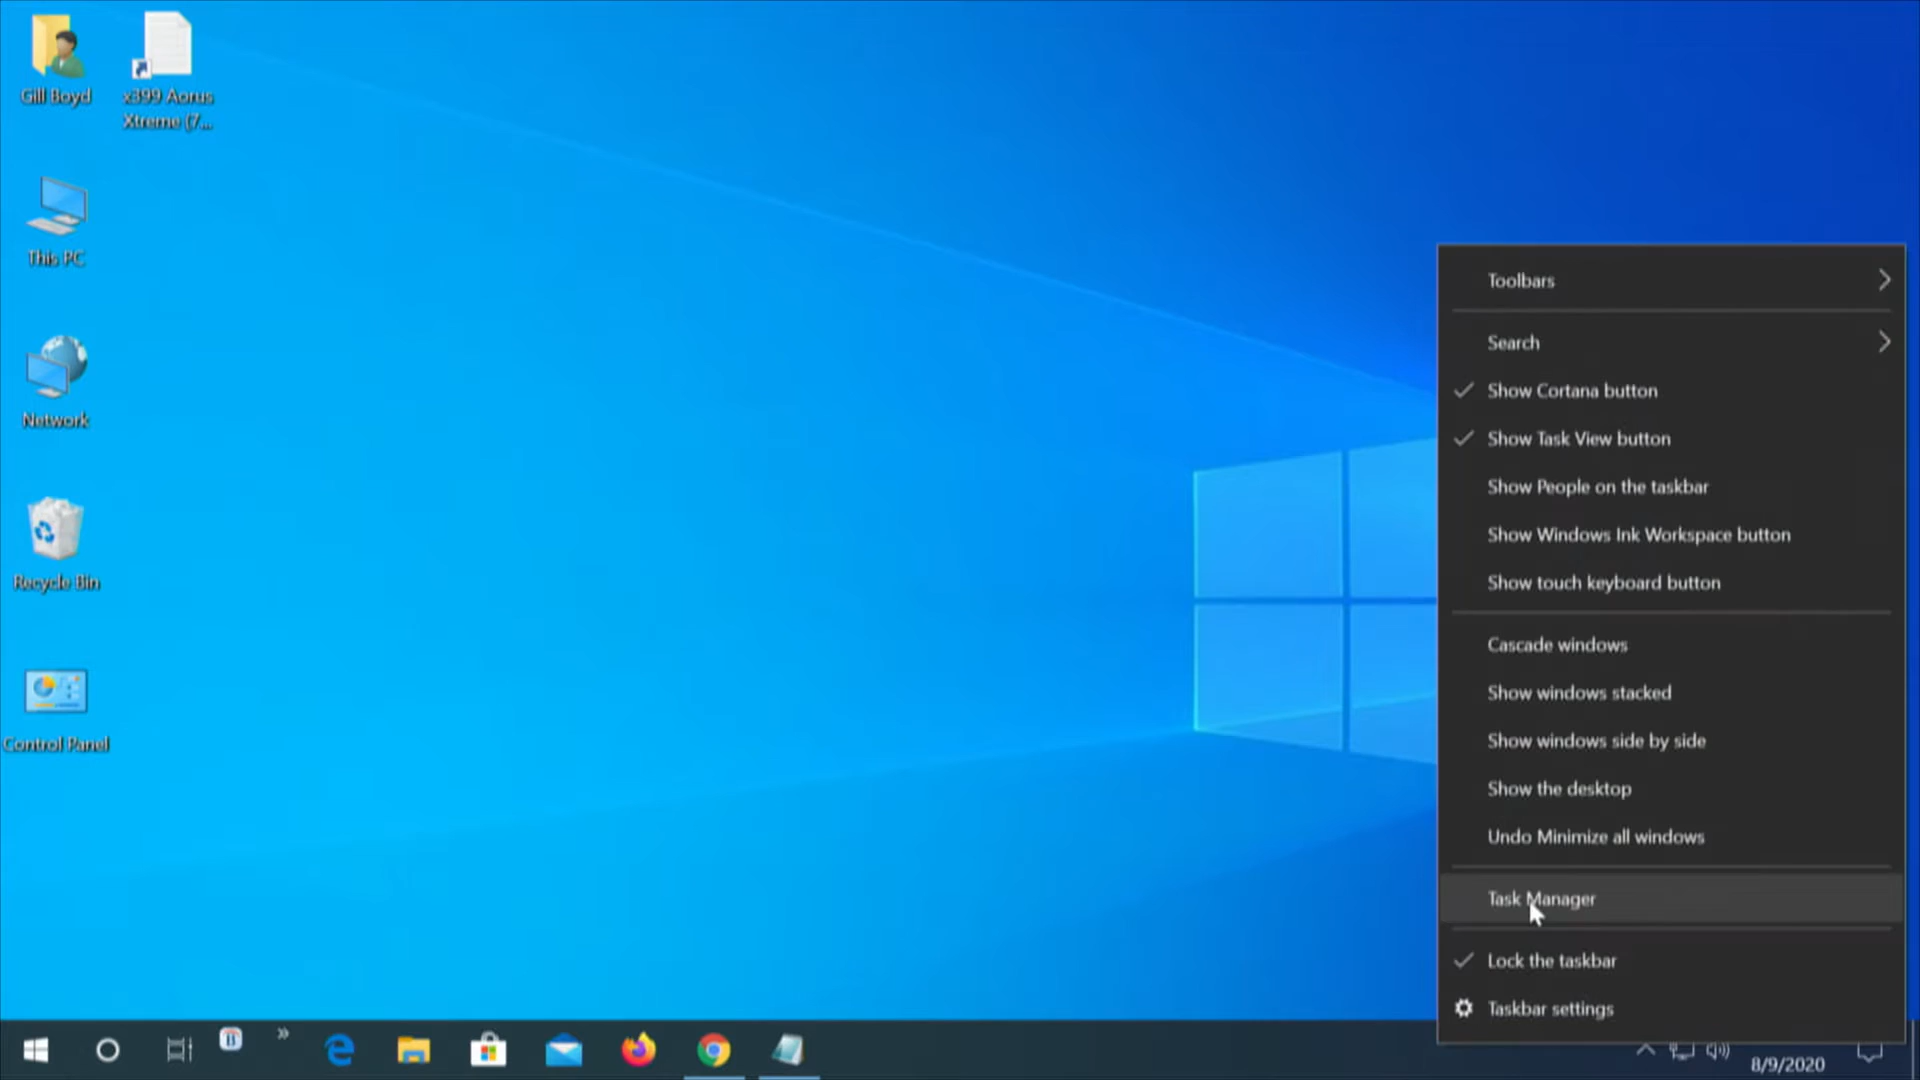 Gill Boyd
x399 Aorus
Xtreme (7...
This PC
Network
Recycle Bin
Control Panel
Toolbars
Search
Show Cortana button
Show Task View button
Show People on the taskbar
Show Windows Ink Workspace button
Show touch keyboard button
Cascade windows
Show windows stacked
Show windows side by side
Show the desktop
Undo Minimize all windows
Task Manager
Lock the taskbar
Taskbar settings
8/9/2020